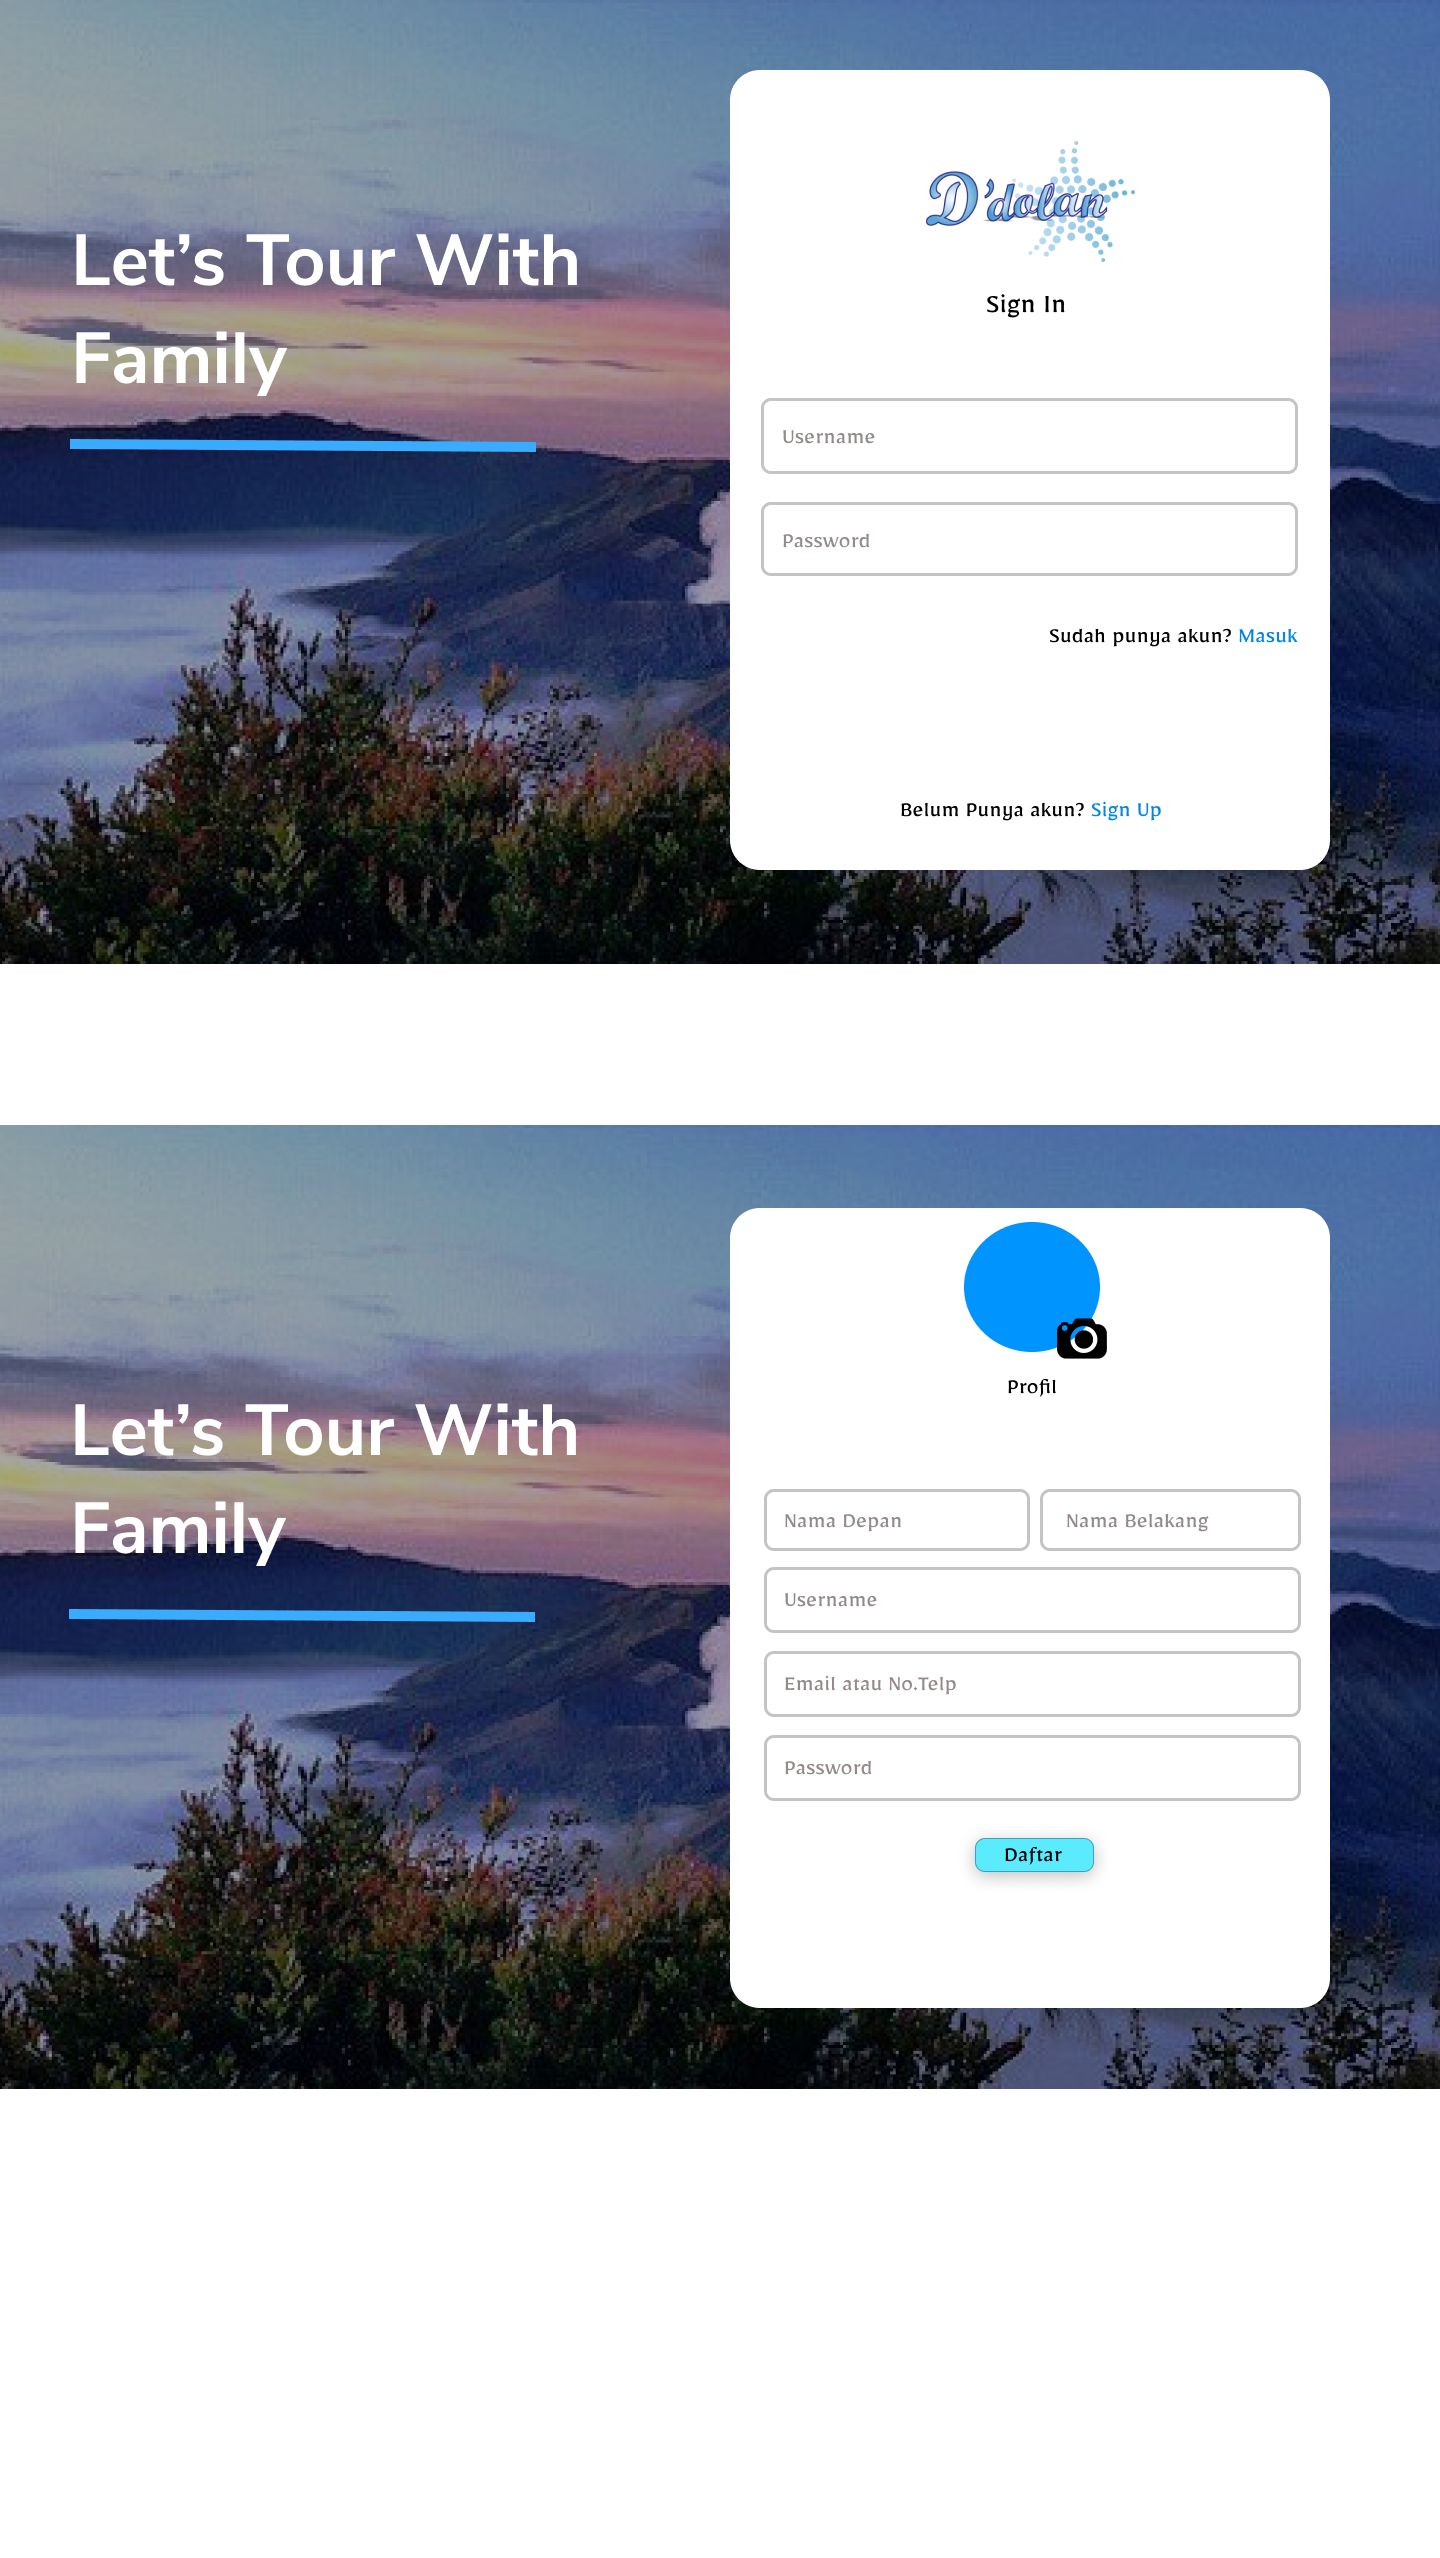 Let’s Tour With
Family
D’dolan
Sign In
Username
Password
Sudah punya akun? Masuk
Belum Punya akun? Sign Up
Let’s Tour With
Family
Profil
Nama Depan Nama Belakang
Username
Email atau No.Telp
Password
Daftar